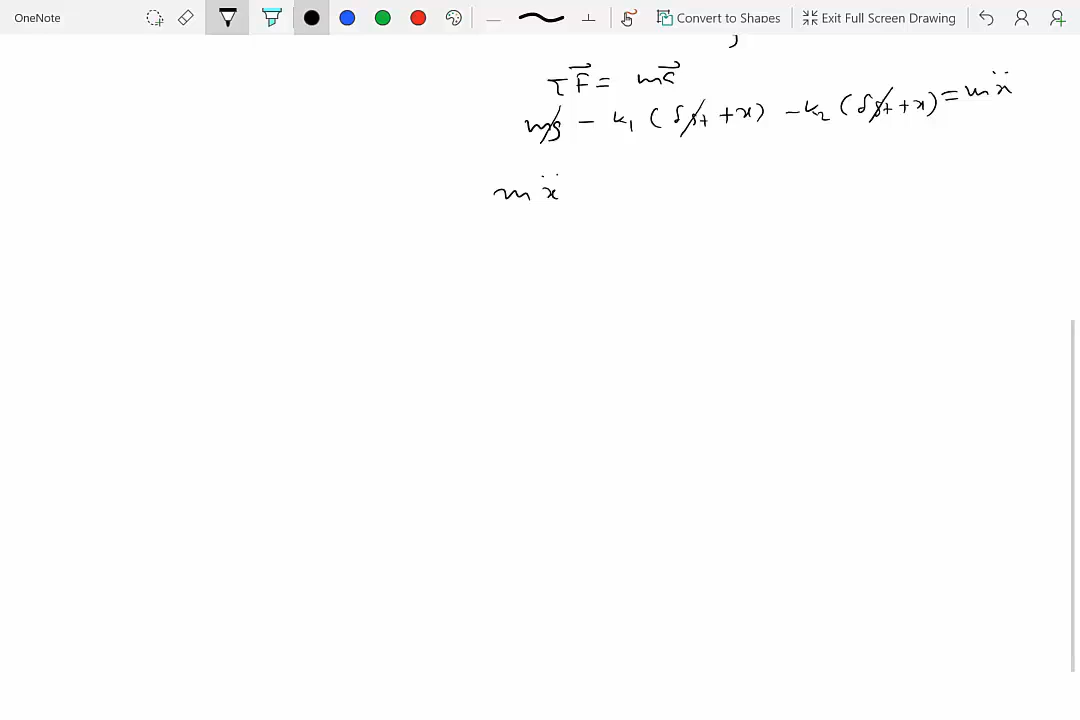 OneNote
Convert to Shapes
Exit Full Screen Drawing
ΣF⃗ = ma⃗
mg - k₁ (δst + x) - k₂ (δst + x) = mẍ
mẍ